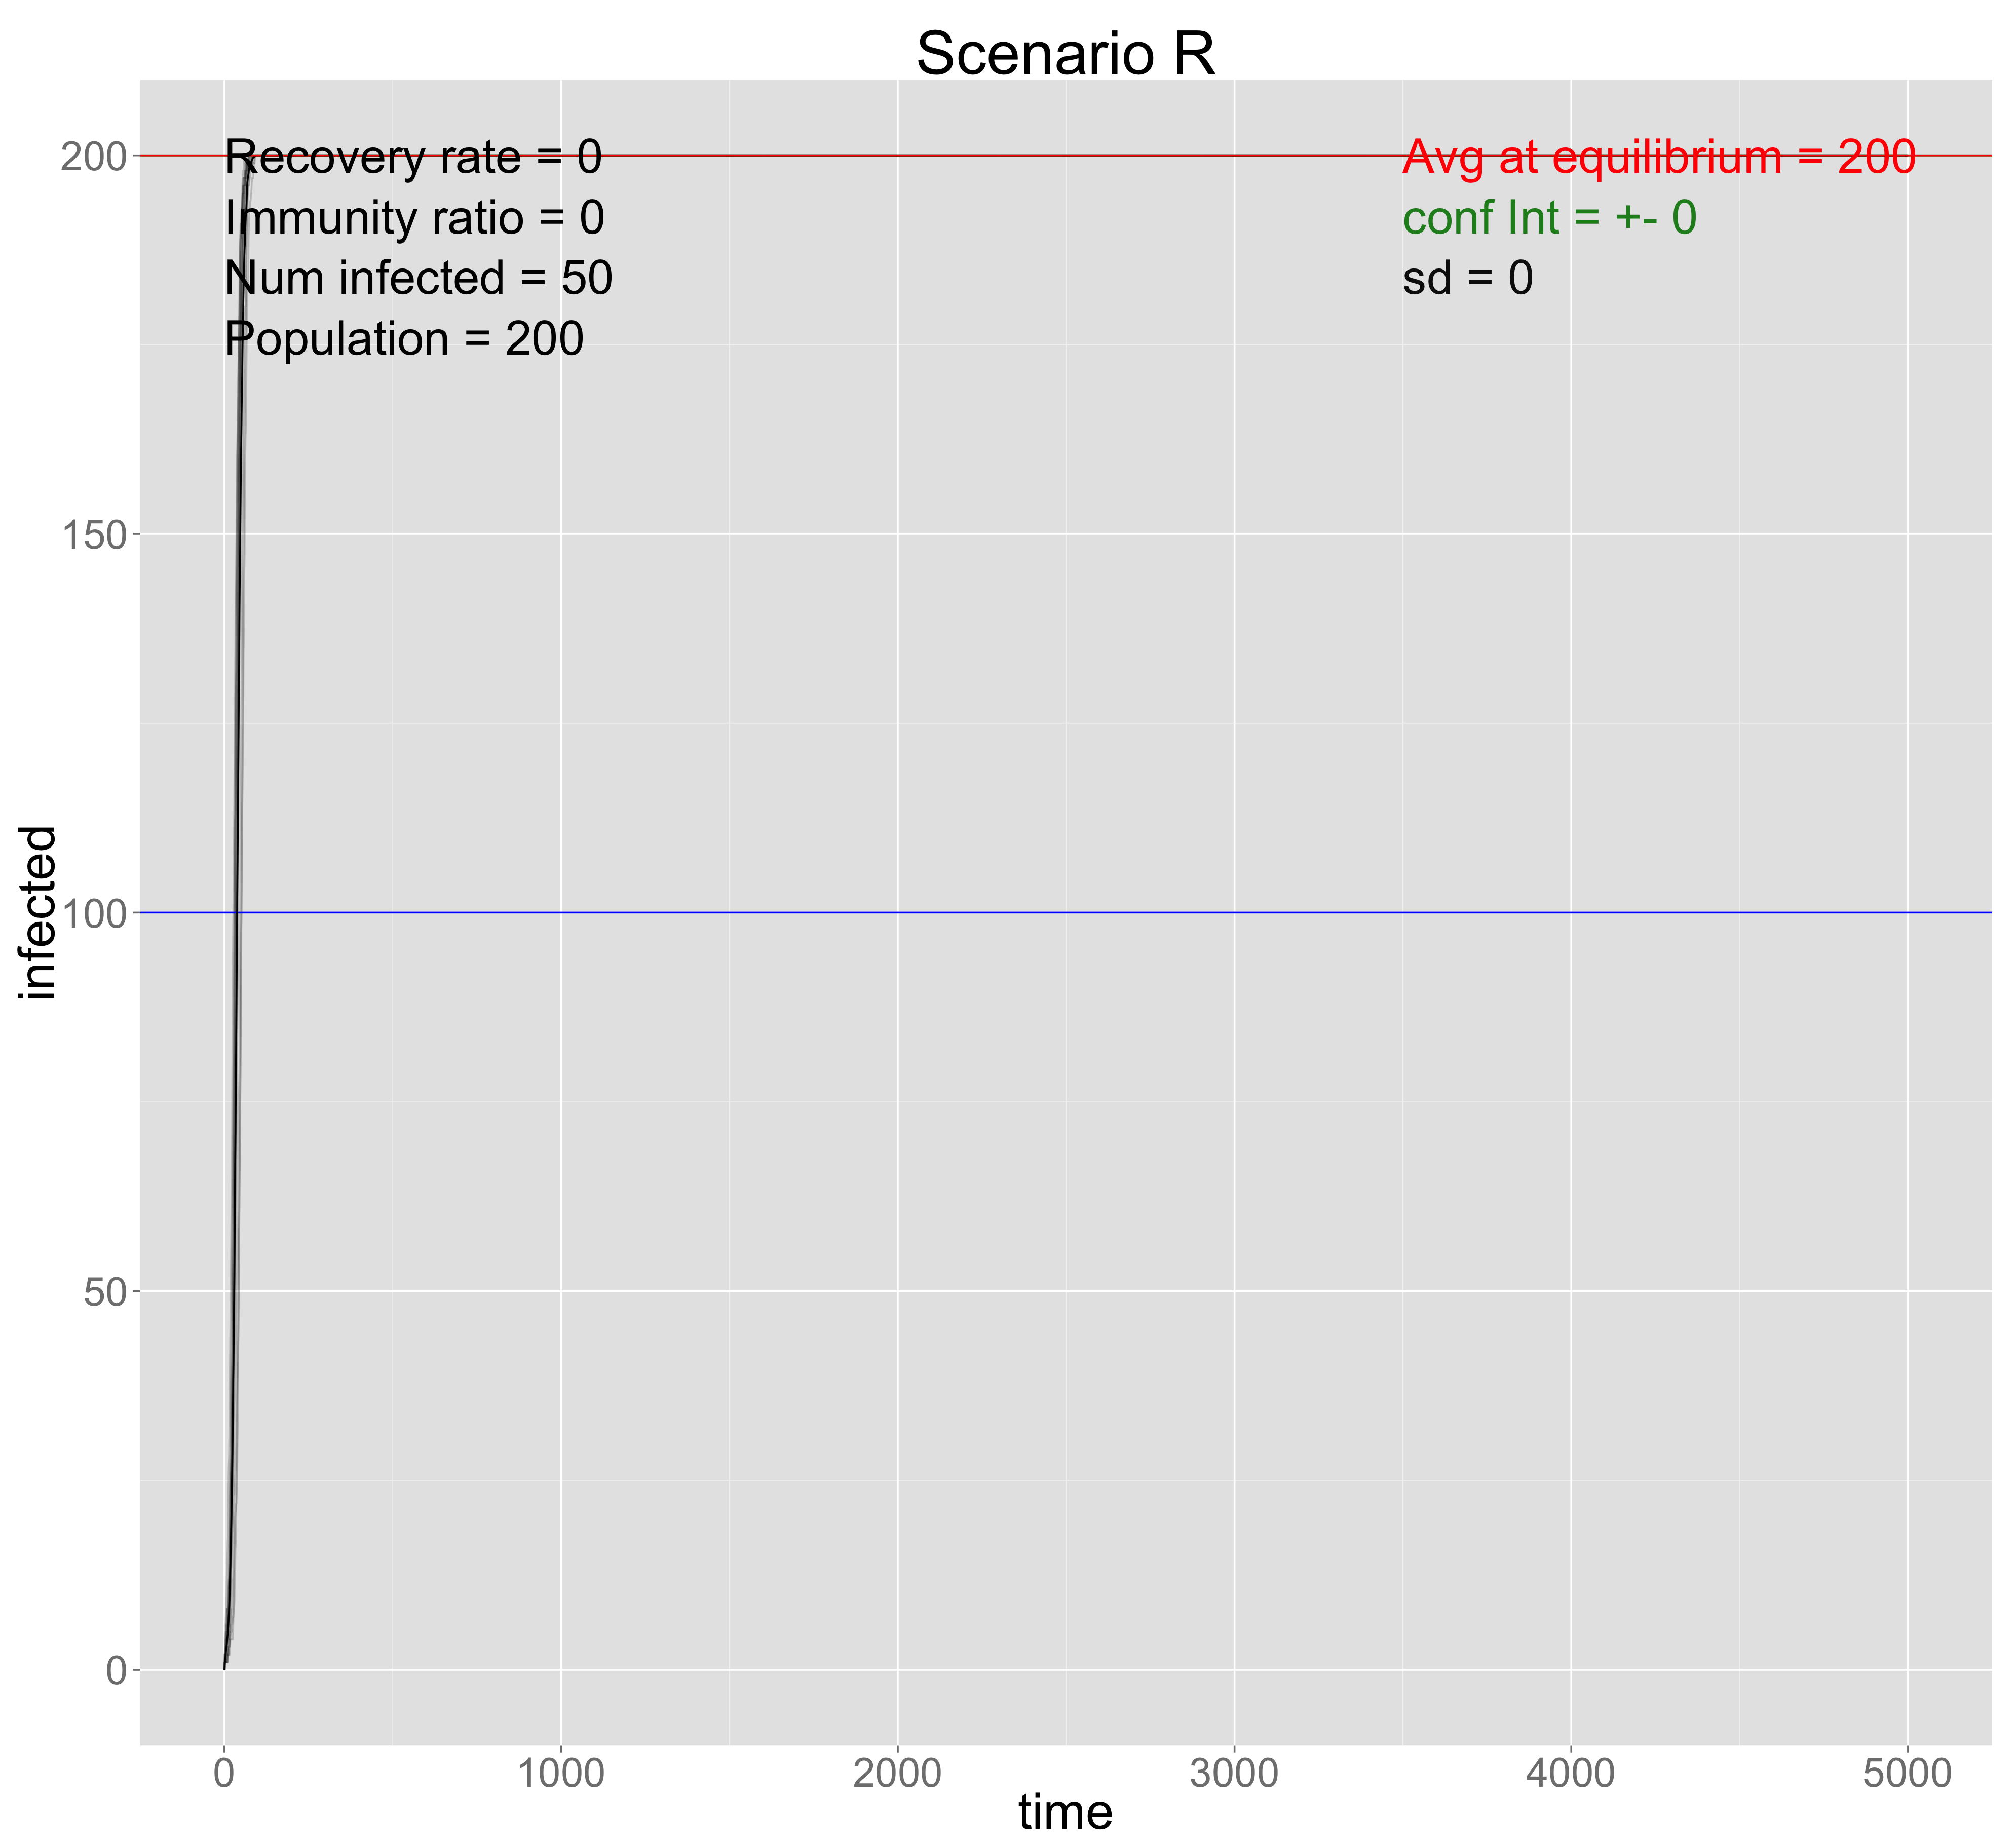 Scenario R
Recovery rate = 0
Immunity ratio = 0
Num infected = 50
Population = 200
Avg at equilibrium = 200
conf Int = +- 0
sd = 0
infected
200
150
100
50
0
0 1000 2000 3000 4000 5000
time